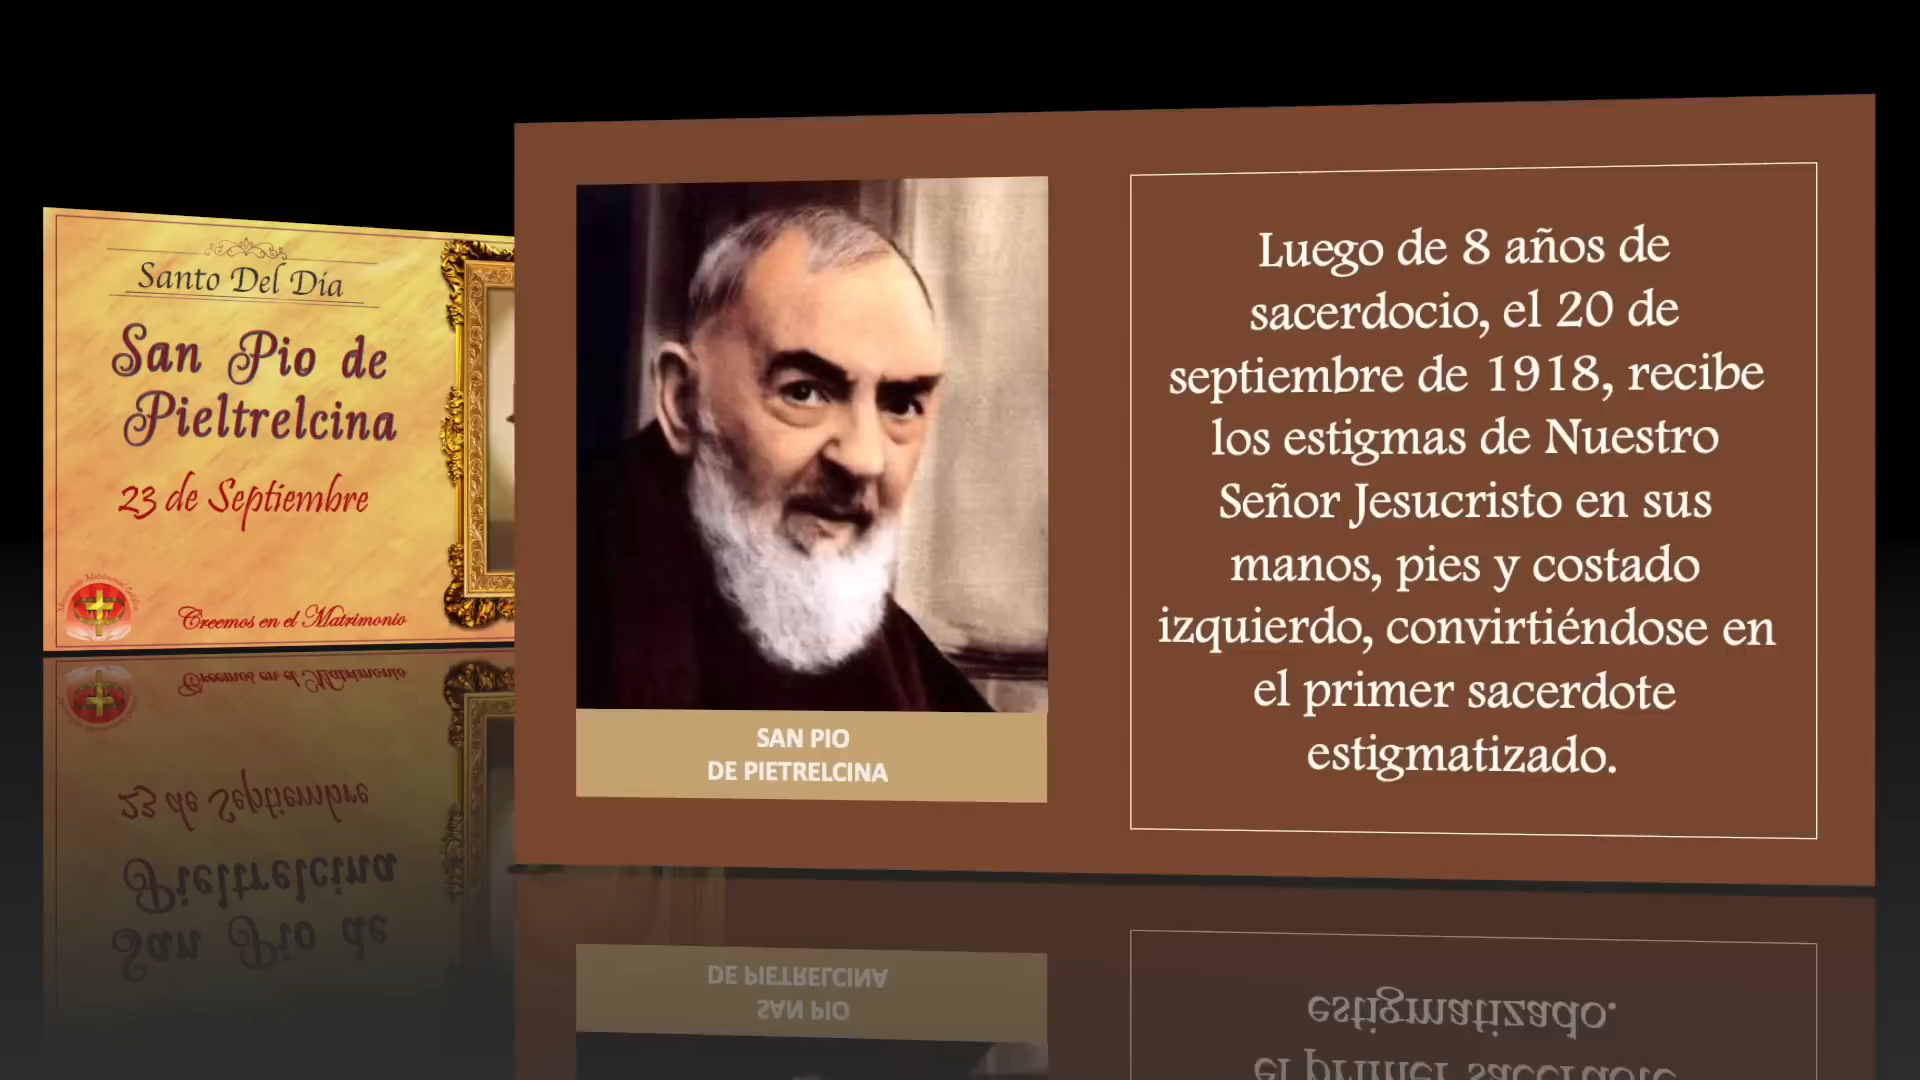 Santo Del Día
San Pio de
Pieltrelcina
23 de Septiembre
Creemos en el Matrimonio
SAN PIO
DE PIETRELCINA
Luego de 8 años de
sacerdocio, el 20 de
septiembre de 1918, recibe
los estigmas de Nuestro
Señor Jesucristo en sus
manos, pies y costado
izquierdo, convirtiéndose en
el primer sacerdote
estigmatizado.